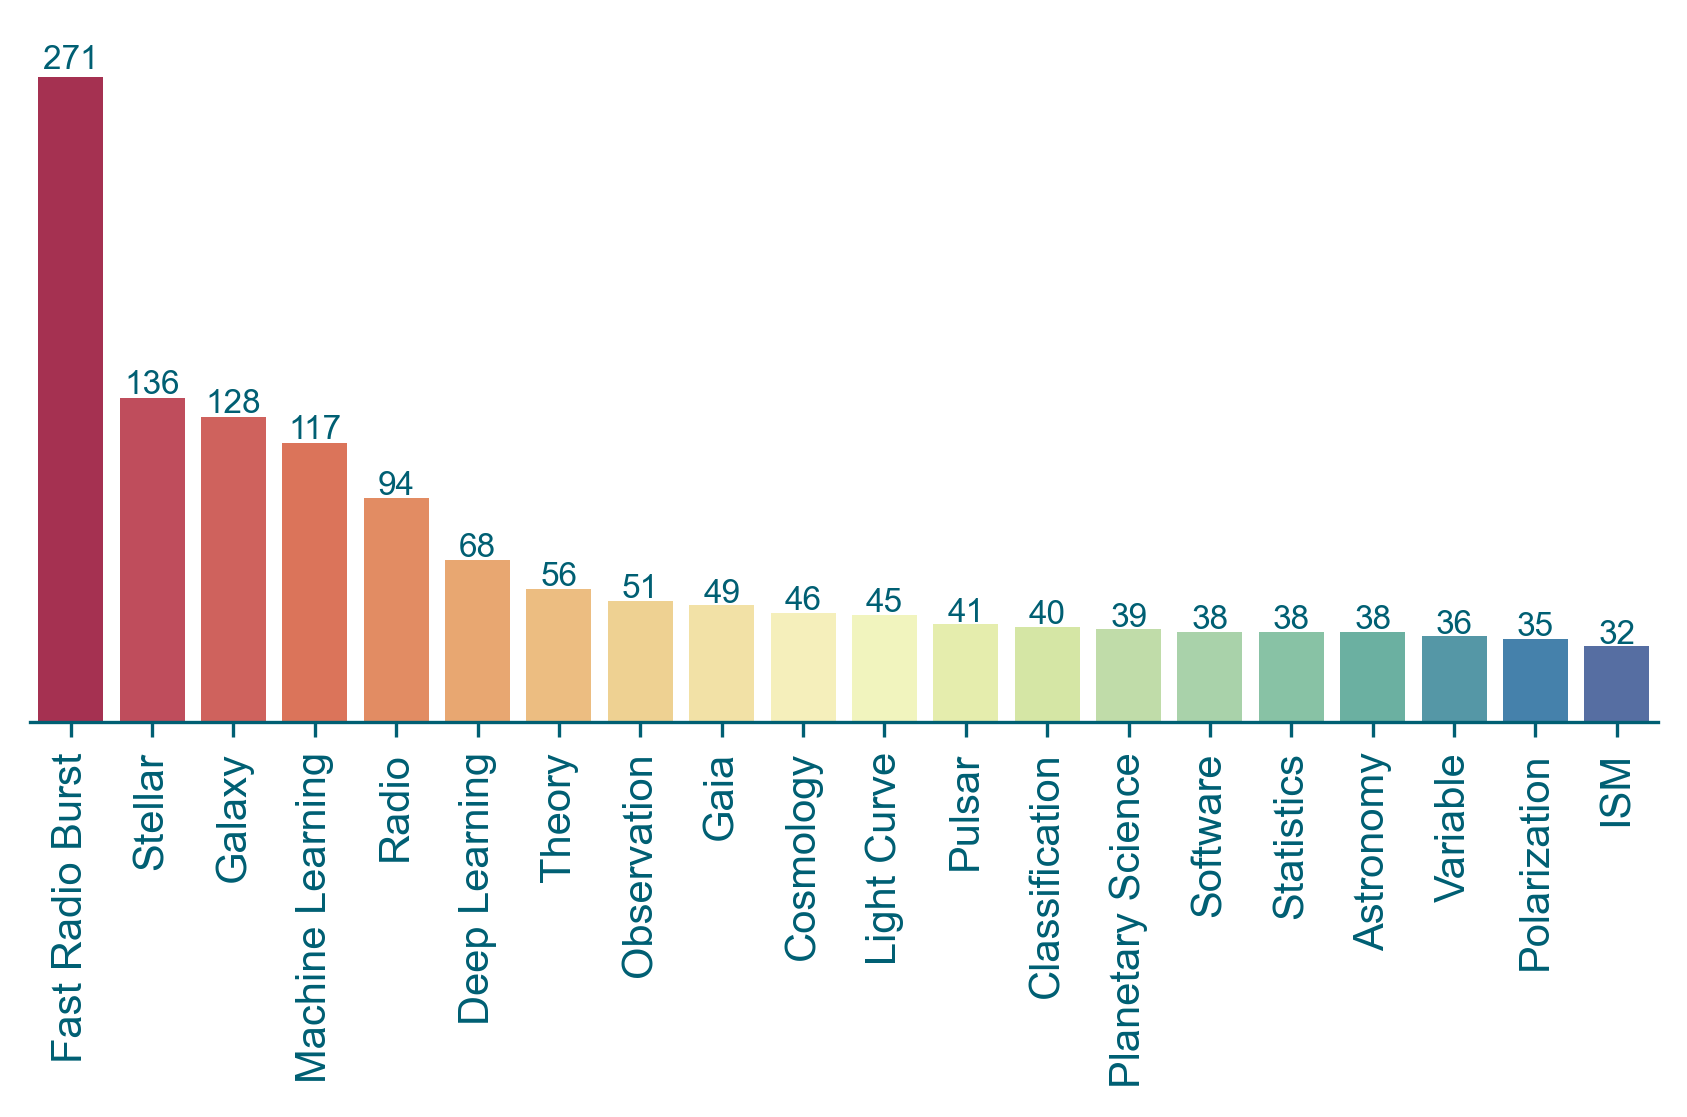 271
136
128
117
94
68
56
51
49
46
45
41
40
39
38
38
38
36
35
32
Fast Radio Burst
Stellar
Galaxy
Machine Learning
Radio
Deep Learning
Theory
Observation
Gaia
Cosmology
Light Curve
Pulsar
Classification
Planetary Science
Software
Statistics
Astronomy
Variable
Polarization
ISM